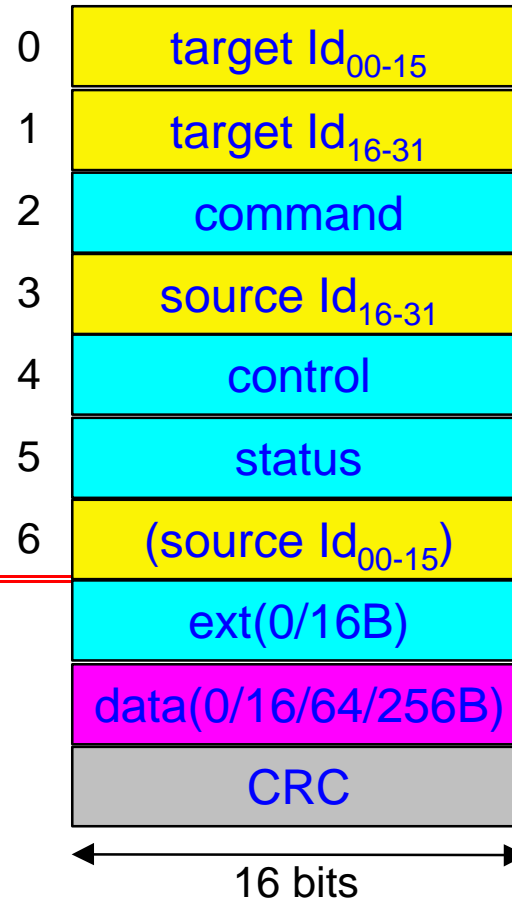 0 target Id00-15
1 target Id16-31
2 command
3 source Id16-31
4 control
5 status
6 (source Id00-15)
ext(0/16B)
data(0/16/64/256B)
CRC
16 bits